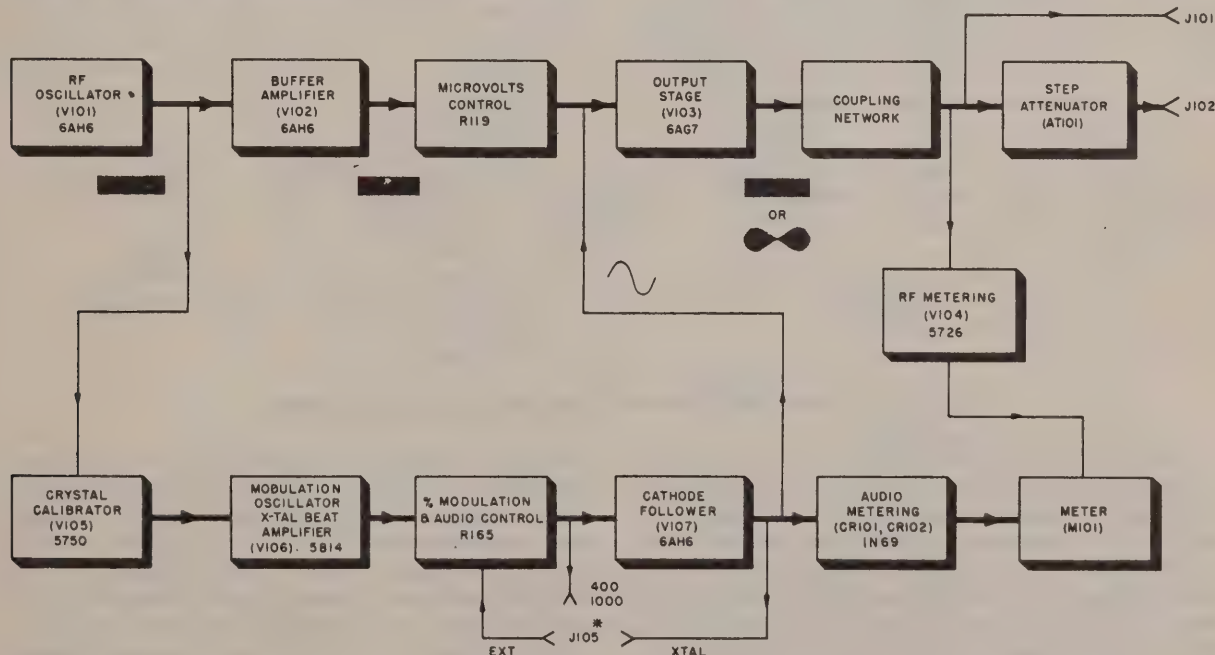 RF
OSCILLATOR
(V101)
6AH6
BUFFER
AMPLIFIER
(V102)
6AH6
MICROVOLTS
CONTROL
R119
OUTPUT
STAGE
(V103)
6AG7
COUPLING
NETWORK
STEP
ATTENUATOR
(AT101)
J101
J102
OR
RF METERING
(V104)
5726
CRYSTAL
CALIBRATOR
(V105)
5750
MODULATION
OSCILLATOR
X-TAL BEAT
AMPLIFIER
(V106). 5814
% MODULATION
& AUDIO CONTROL
R165
CATHODE
FOLLOWER
(V107)
6AH6
AUDIO
METERING
(CR101, CR102)
1N69
METER
(M101)
400
1000
*
EXT J105 XTAL